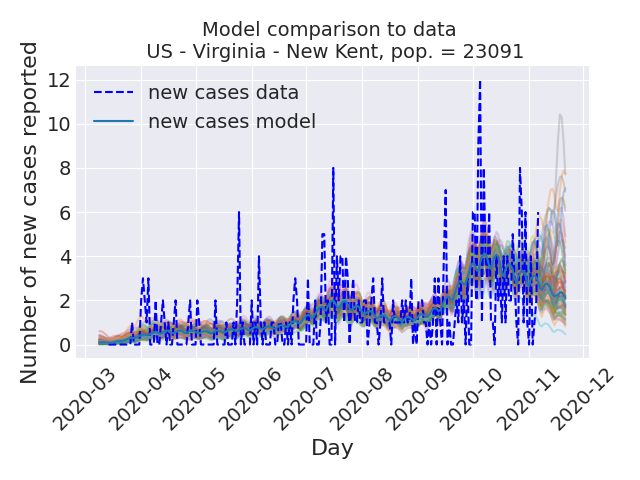 Model comparison to data
US - Virginia - New Kent, pop. = 23091
Number of new cases reported
12
10
8
6
4
2
0
new cases data
new cases model
2020-03
2020-04
2020-05
2020-06
2020-07
2020-08
2020-09
2020-10
2020-11
2020-12
Day